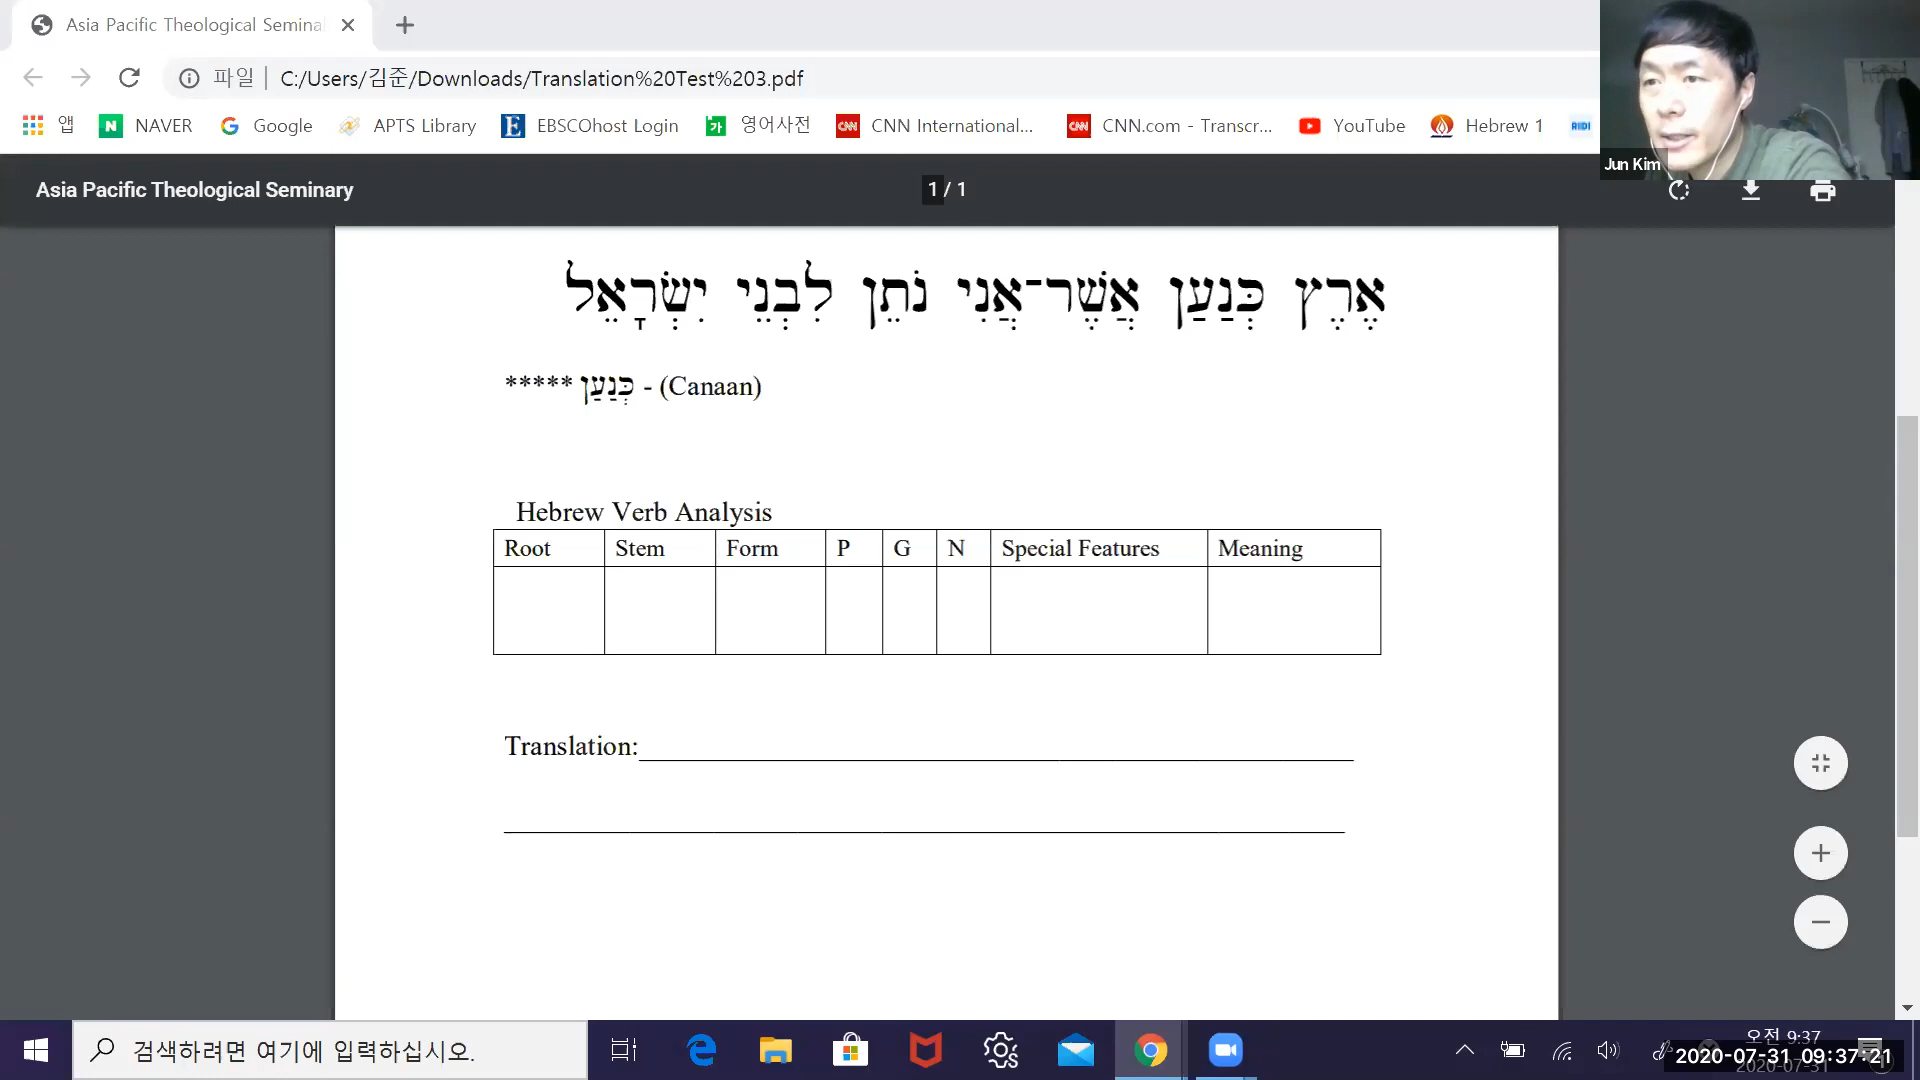 Asia Pacific Theological Semina
파일 | C:/Users/김준/Downloads/Translation%20Test%203.pdf
앱 NAVER Google APTS Library EBSCOhost Login 영어사전 CNN International... CNN.com - Transcr... YouTube Hebrew 1 RIDI
Jun Kim
Asia Pacific Theological Seminary 1 / 1
אֶרֶץ כְּנַעַן אֲשֶׁר־אֲנִי נֹתֵן לִבְנֵי יִשְׂרָאֵל
***** כְּנַעַן - (Canaan)
Hebrew Verb Analysis
Root Stem Form P G N Special Features Meaning
Translation:
검색하려면 여기에 입력하십시오.
오전 9:37
2020-07-31 09:37:21
2020-07-31